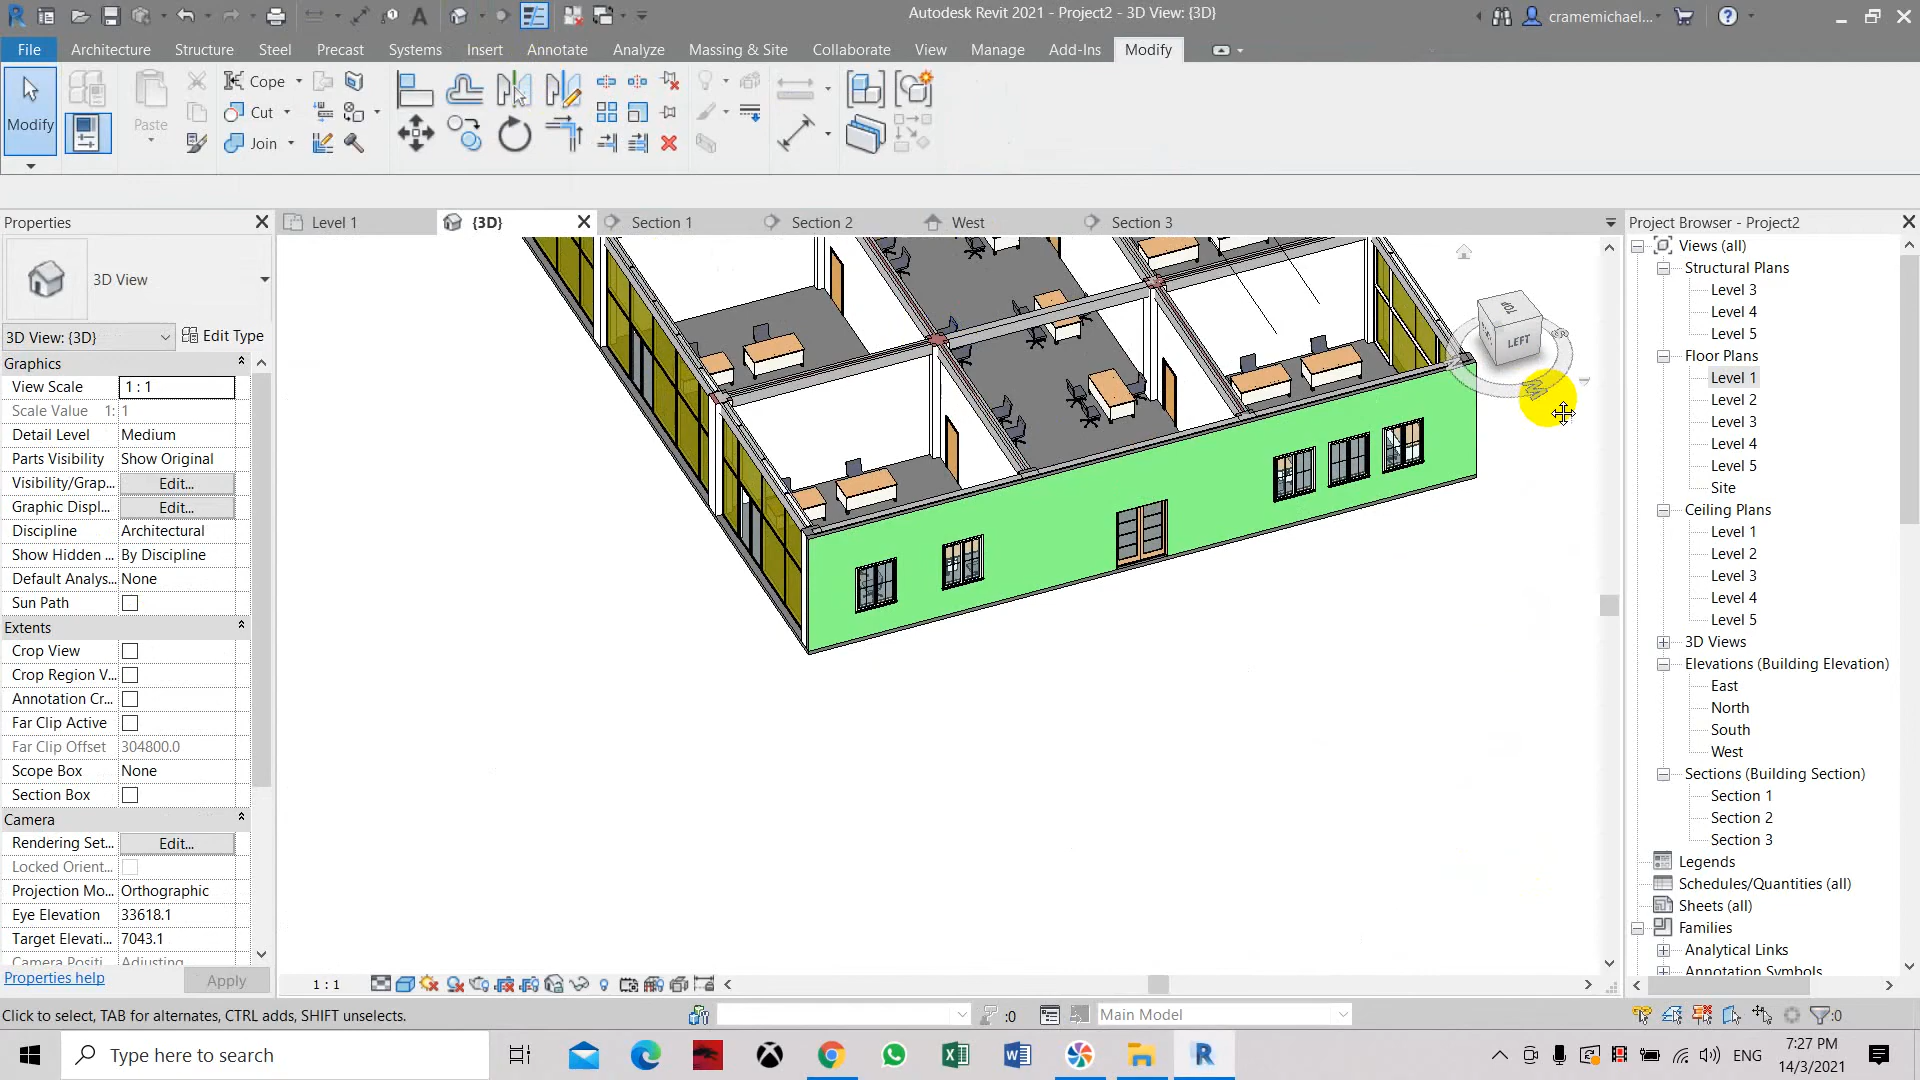 Autodesk Revit 2021 - Project2 - 3D View: {3D}
cramemichael...
File Architecture Structure Steel Precast Systems Insert Annotate Analyze Massing & Site Collaborate View Manage Add-Ins Modify
Modify
Paste
Cope
Cut
Join
Properties
Level 1
{3D}
Section 1
Section 2
West
Section 3
Project Browser - Project2
3D View
3D View: {3D}
Edit Type
Graphics
View Scale 1 : 1
Scale Value 1: 1
Detail Level Medium
Parts Visibility Show Original
Visibility/Grap... Edit...
Graphic Displ... Edit...
Discipline Architectural
Show Hidden ... By Discipline
Default Analys... None
Sun Path
Extents
Crop View
Crop Region V...
Annotation Cr...
Far Clip Active
Far Clip Offset 304800.0
Scope Box None
Section Box
Camera
Rendering Set... Edit...
Locked Orient...
Projection Mo... Orthographic
Eye Elevation 33618.1
Target Elevati... 7043.1
Camera Positi... Adjusting
Properties help
Apply
TOP
LEFT
Views (all)
Structural Plans
Level 3
Level 4
Level 5
Floor Plans
Level 1
Level 2
Level 3
Level 4
Level 5
Site
Ceiling Plans
Level 1
Level 2
Level 3
Level 4
Level 5
3D Views
Elevations (Building Elevation)
East
North
South
West
Sections (Building Section)
Section 1
Section 2
Section 3
Legends
Schedules/Quantities (all)
Sheets (all)
Families
Analytical Links
Annotation Symbols
1 : 1
Click to select, TAB for alternates, CTRL adds, SHIFT unselects.
:0
Main Model
:0
Type here to search
ENG
7:27 PM
14/3/2021